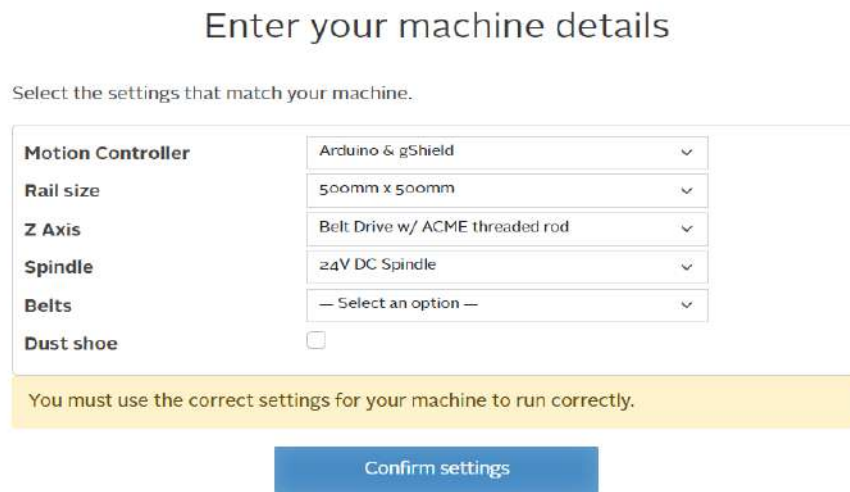 Enter your machine details
Select the settings that match your machine.
Motion Controller Arduino & gShield
Rail size 500mm x 500mm
Z Axis Belt Drive w/ ACME threaded rod
Spindle 24V DC Spindle
Belts — Select an option —
Dust shoe
You must use the correct settings for your machine to run correctly.
Confirm settings